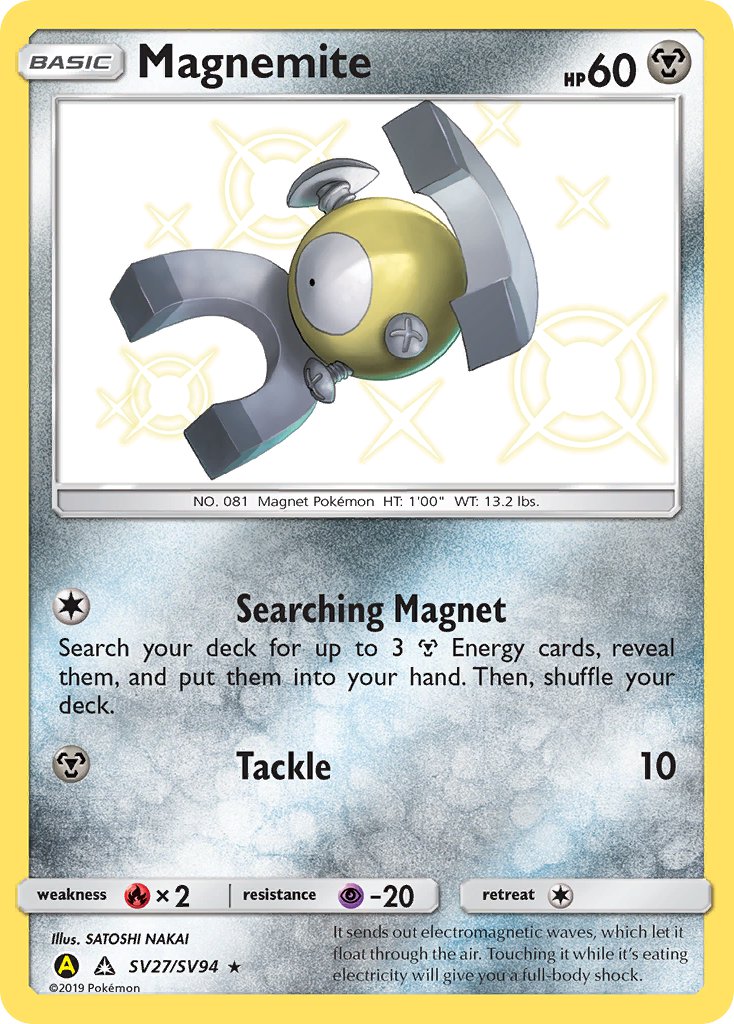 BASIC Magnemite HP60
NO. 081 Magnet Pokémon HT: 1'00" WT: 13.2 lbs.
Searching Magnet
Search your deck for up to 3 Energy cards, reveal
them, and put them into your hand. Then, shuffle your
deck.
Tackle 10
weakness ×2 resistance -20 retreat
Illus. SATOSHI NAKAI
A SV27/SV94 ★
©2019 Pokémon
It sends out electromagnetic waves, which let it
float through the air. Touching it while it's eating
electricity will give you a full-body shock.